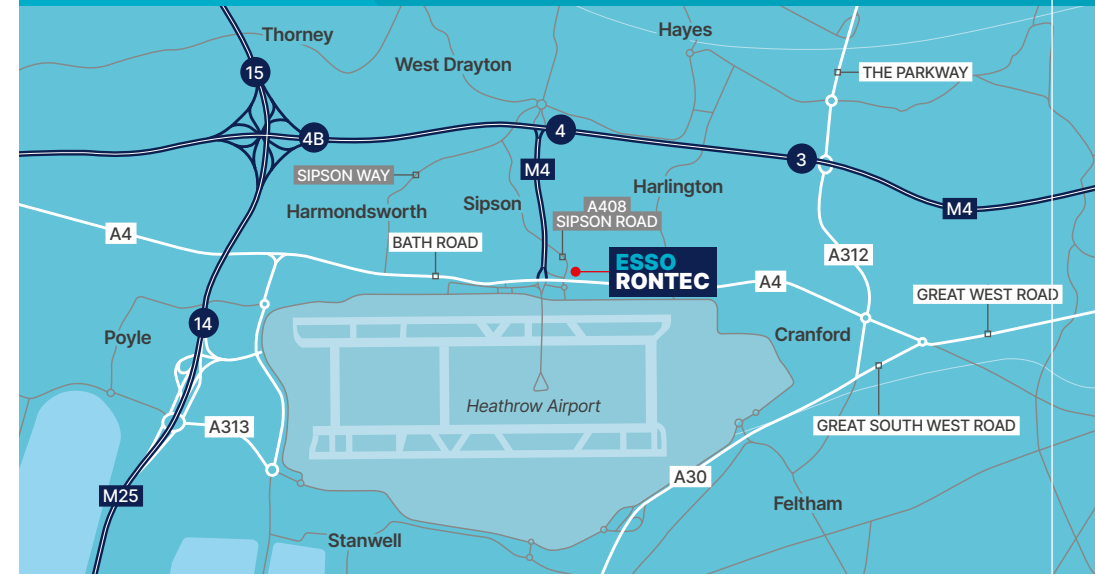 Thorney
Hayes
West Drayton
15
THE PARKWAY
4B
4
3
M4
SIPSON WAY
Harlington
Harmondsworth
Sipson
A408
SIPSON ROAD
M4
A4
BATH ROAD
A312
ESSO
RONTEC
A4
GREAT WEST ROAD
14
Poyle
Cranford
Heathrow Airport
A313
GREAT SOUTH WEST ROAD
A30
M25
Feltham
Stanwell